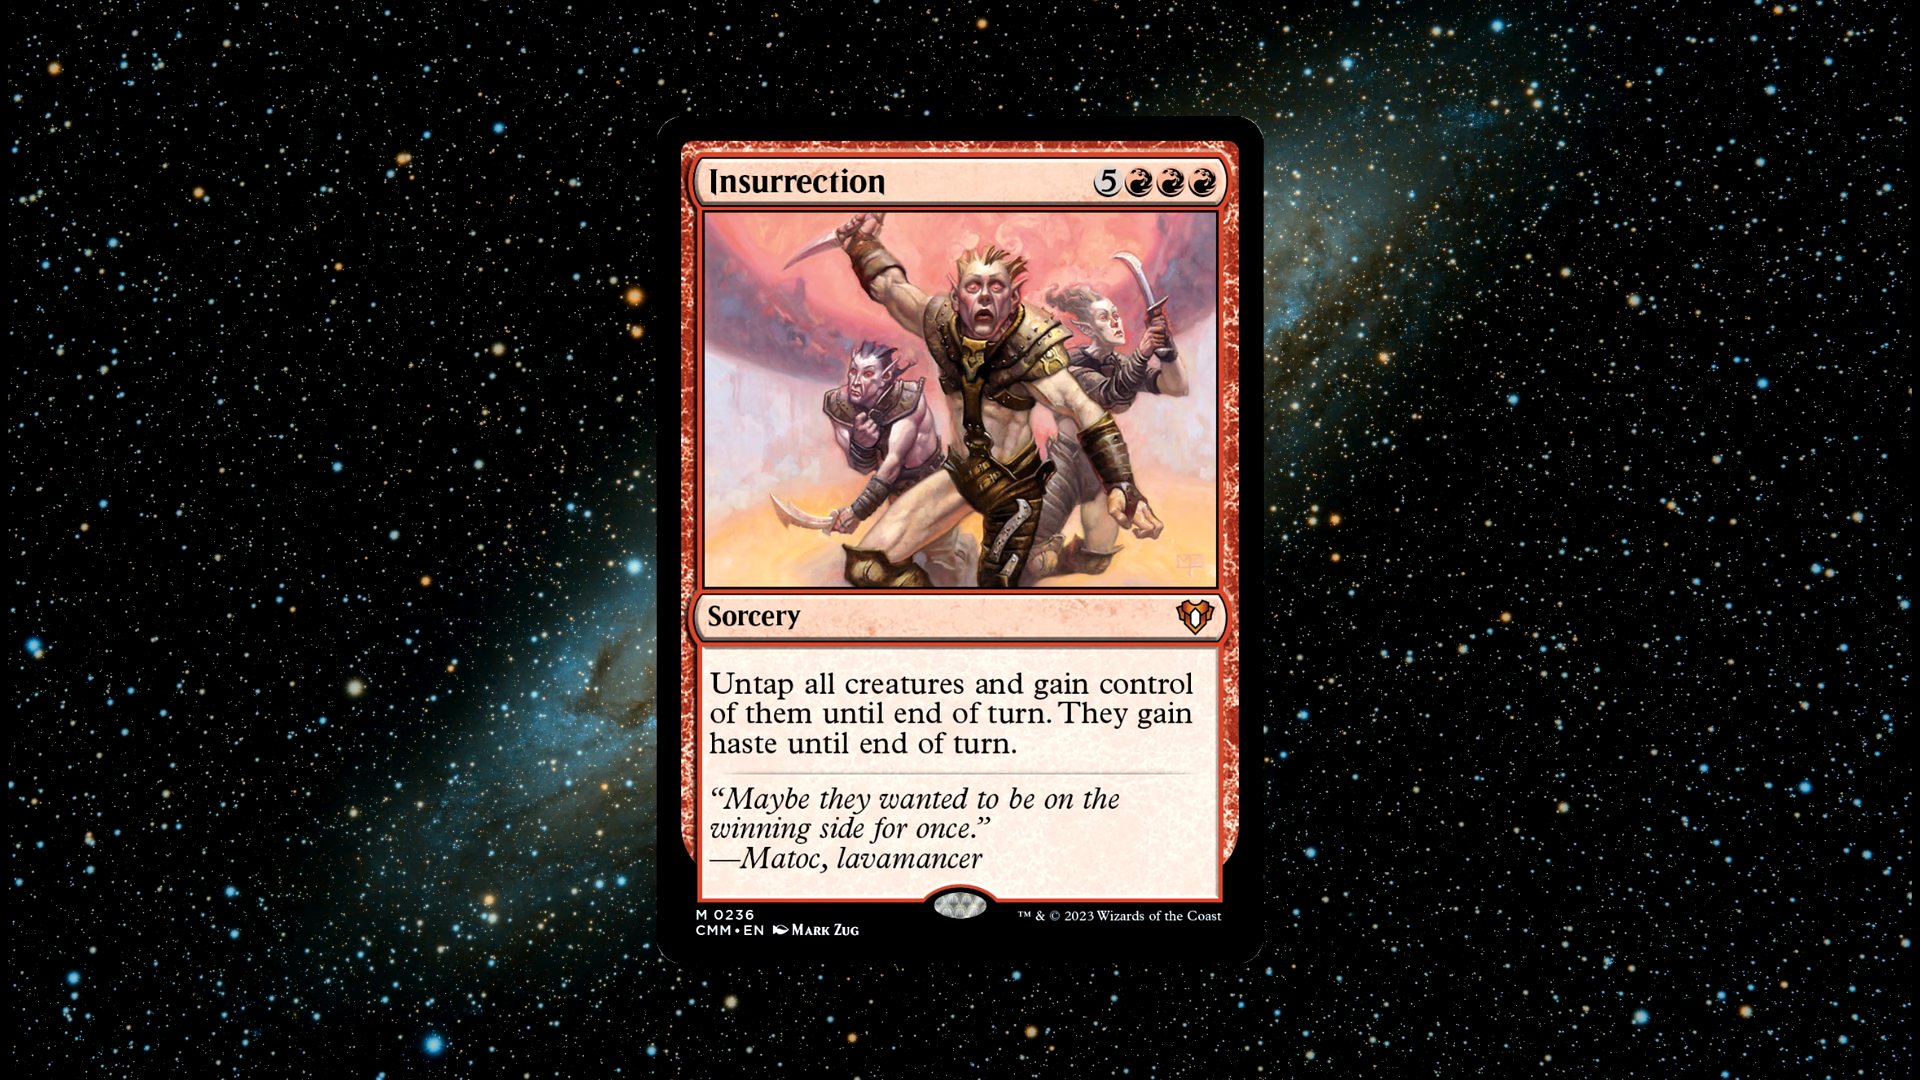 Insurrection 5
Sorcery
Untap all creatures and gain control
of them until end of turn. They gain
haste until end of turn.
“Maybe they wanted to be on the
winning side for once.”
—Matoc, lavamancer
M 0236
CMM • EN Mark Zug
™ & © 2023 Wizards of the Coast